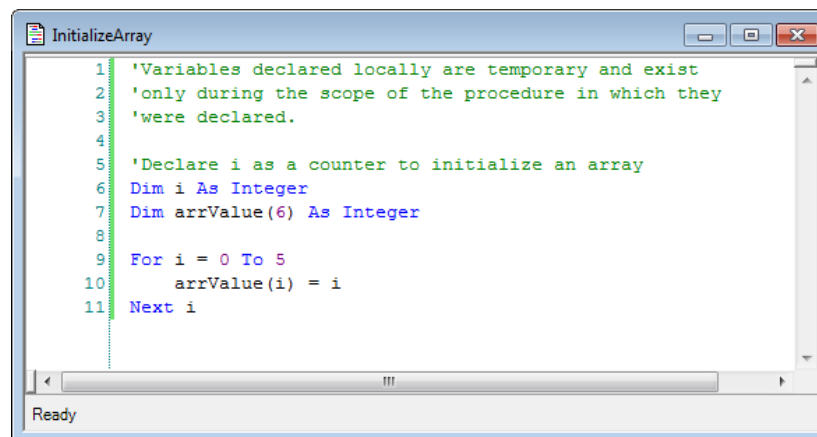 InitializeArray
1 'Variables declared locally are temporary and exist
2 'only during the scope of the procedure in which they
3 'were declared.
4
5 'Declare i as a counter to initialize an array
6 Dim i As Integer
7 Dim arrValue(6) As Integer
8
9 For i = 0 To 5
10     arrValue(i) = i
11 Next i
Ready